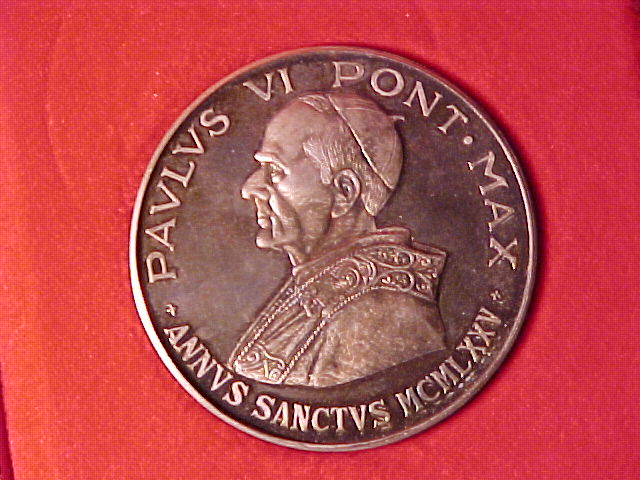 PAVLVS VI PONT. MAX
ANNVS SANCTVS MCMLXXV